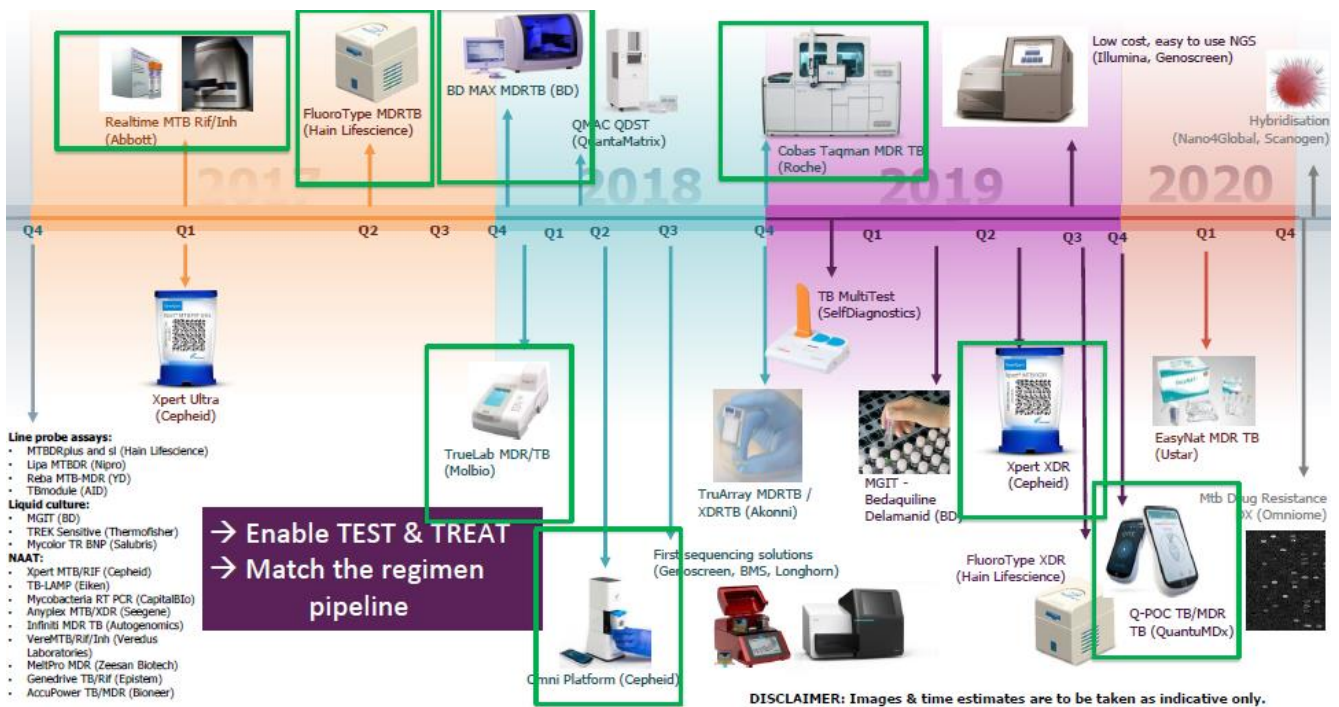 Realtime MTB Rif/Inh
(Abbott)
FluoroType MDRTB
(Hain Lifescience)
BD MAX MDRTB (BD)
QMAC QDST
(QuantaMatrix)
Cobas Taqman MDR TB
(Roche)
Low cost, easy to use NGS
(Illumina, Genoscreen)
Hybridisation
(Nano4Global, Scanogen)
2017
2018
2019
2020
Q4
Q1
Q2
Q3
Q4
Q1
Q2
Q3
Q4
Q1
Q2
Q3
Q4
Q1
Q4
Xpert Ultra
(Cepheid)
TrueLab MDR/TB
(Molbio)
Omni Platform (Cepheid)
First sequencing solutions
(Genoscreen, BMS, Longhorn)
TruArray MDRTB /
XDRTB (Akonni)
TB MultiTest
(SelfDiagnostics)
MGIT -
Bedaquiline
Delamanid (BD)
Xpert XDR
(Cepheid)
FluoroType XDR
(Hain Lifescience)
Q-POC TB/MDR
TB (QuantuMDx)
EasyNat MDR TB
(Ustar)
Mtb Drug Resistance
DX (Omniome)
Line probe assays:
• MTBDRplus and sl (Hain Lifescience)
• Lipa MTBDR (Nipro)
• Reba MTB-MDR (YD)
• TBmodule (AID)
Liquid culture:
• MGIT (BD)
• TREK Sensitive (Thermofisher)
• Mycolor TR BNP (Salubris)
NAAT:
• Xpert MTB/RIF (Cepheid)
• TB-LAMP (Eiken)
• Mycobacteria RT PCR (CapitalBIo)
• Anyplex MTB/XDR (Seegene)
• Infiniti MDR TB (Autogenomics)
• VereMTB/Rif/Inh (Veredus
Laboratories)
• MeltPro MDR (Zeesan Biotech)
• Genedrive TB/Rif (Epistem)
• AccuPower TB/MDR (Bioneer)
→ Enable TEST & TREAT
→ Match the regimen
pipeline
DISCLAIMER: Images & time estimates are to be taken as indicative only.